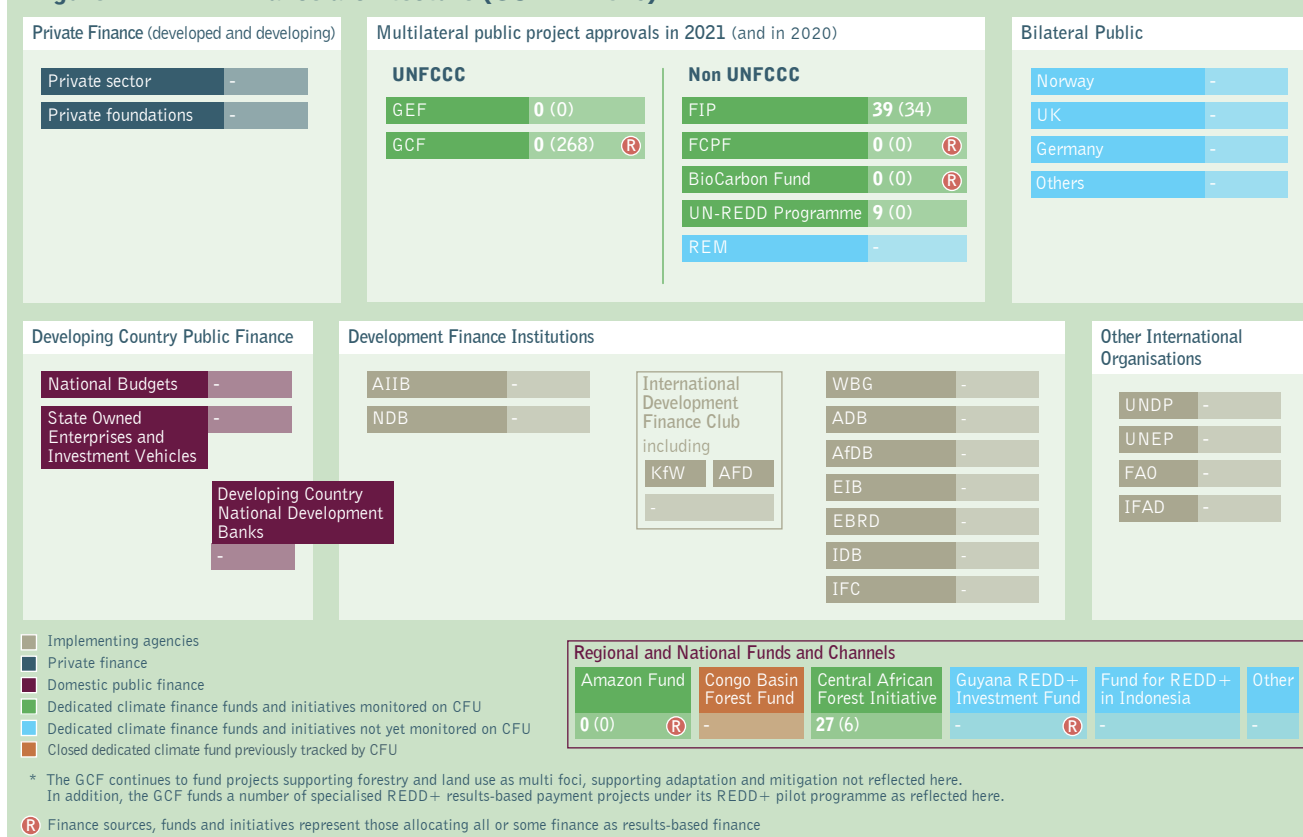 Private Finance (developed and developing)
Private sector -
Private foundations -
Multilateral public project approvals in 2021 (and in 2020)
UNFCCC
GEF 0 (0)
GCF 0 (268) R
Non UNFCCC
FIP 39 (34)
FCPF 0 (0) R
BioCarbon Fund 0 (0) R
UN-REDD Programme 9 (0)
REM -
Bilateral Public
Norway -
UK -
Germany -
Others -
Developing Country Public Finance
National Budgets -
State Owned -
Enterprises and
Investment Vehicles
Developing Country
National Development
Banks
-
Development Finance Institutions
AIIB -
NDB -
International
Development
Finance Club
including
KfW AFD
-
WBG -
ADB -
AfDB -
EIB -
EBRD -
IDB -
IFC -
Other International
Organisations
UNDP -
UNEP -
FAO -
IFAD -
Implementing agencies
Private finance
Domestic public finance
Dedicated climate finance funds and initiatives monitored on CFU
Dedicated climate finance funds and initiatives not yet monitored on CFU
Closed dedicated climate fund previously tracked by CFU
Regional and National Funds and Channels
Amazon Fund
0 (0) R
Congo Basin
Forest Fund
-
Central African
Forest Initiative
27 (6)
Guyana REDD+
Investment Fund
- R
Fund for REDD+
in Indonesia
-
Other
-
* The GCF continues to fund projects supporting forestry and land use as multi foci, supporting adaptation and mitigation not reflected here.
In addition, the GCF funds a number of specialised REDD+ results-based payment projects under its REDD+ pilot programme as reflected here.
R Finance sources, funds and initiatives represent those allocating all or some finance as results-based finance